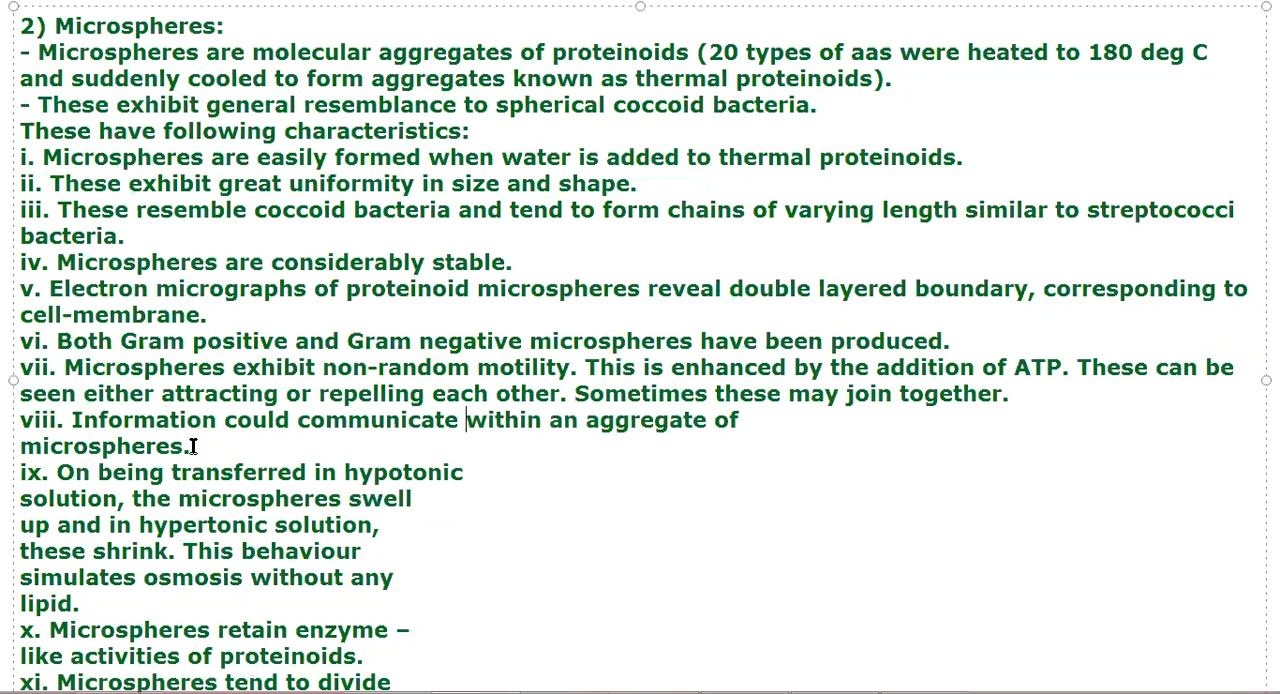 2) Microspheres:
– Microspheres are molecular aggregates of proteinoids (20 types of aas were heated to 180 deg C
and suddenly cooled to form aggregates known as thermal proteinoids).
– These exhibit general resemblance to spherical coccoid bacteria.
These have following characteristics:
i. Microspheres are easily formed when water is added to thermal proteinoids.
ii. These exhibit great uniformity in size and shape.
iii. These resemble coccoid bacteria and tend to form chains of varying length similar to streptococci
bacteria.
iv. Microspheres are considerably stable.
v. Electron micrographs of proteinoid microspheres reveal double layered boundary, corresponding to
cell-membrane.
vi. Both Gram positive and Gram negative microspheres have been produced.
vii. Microspheres exhibit non-random motility. This is enhanced by the addition of ATP. These can be
seen either attracting or repelling each other. Sometimes these may join together.
viii. Information could communicate within an aggregate of
microspheres.
ix. On being transferred in hypotonic
solution, the microspheres swell
up and in hypertonic solution,
these shrink. This behaviour
simulates osmosis without any
lipid.
x. Microspheres retain enzyme –
like activities of proteinoids.
xi. Microspheres tend to divide